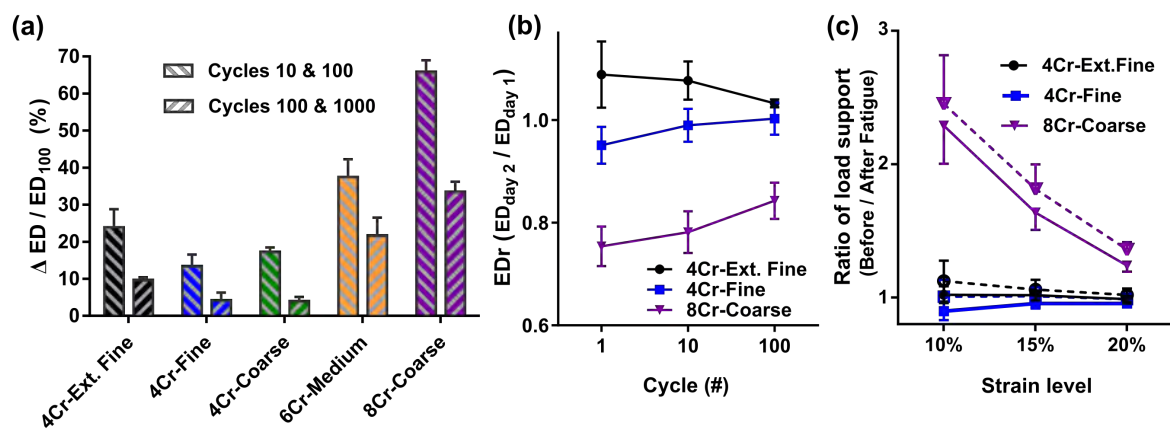 (a)
Δ ED / ED100 (%)
70
60
50
40
30
20
10
0
Cycles 10 & 100
Cycles 100 & 1000
4Cr-Ext. Fine
4Cr-Fine
4Cr-Coarse
6Cr-Medium
8Cr-Coarse
(b)
EDr ( EDday 2 / EDday 1)
1.0
0.8
0.6
4Cr-Ext. Fine
4Cr-Fine
8Cr-Coarse
1
10
100
Cycle (#)
(c)
Ratio of load support
(Before / After Fatigue)
3
2
1
4Cr-Ext.Fine
4Cr-Fine
8Cr-Coarse
10%
15%
20%
Strain level